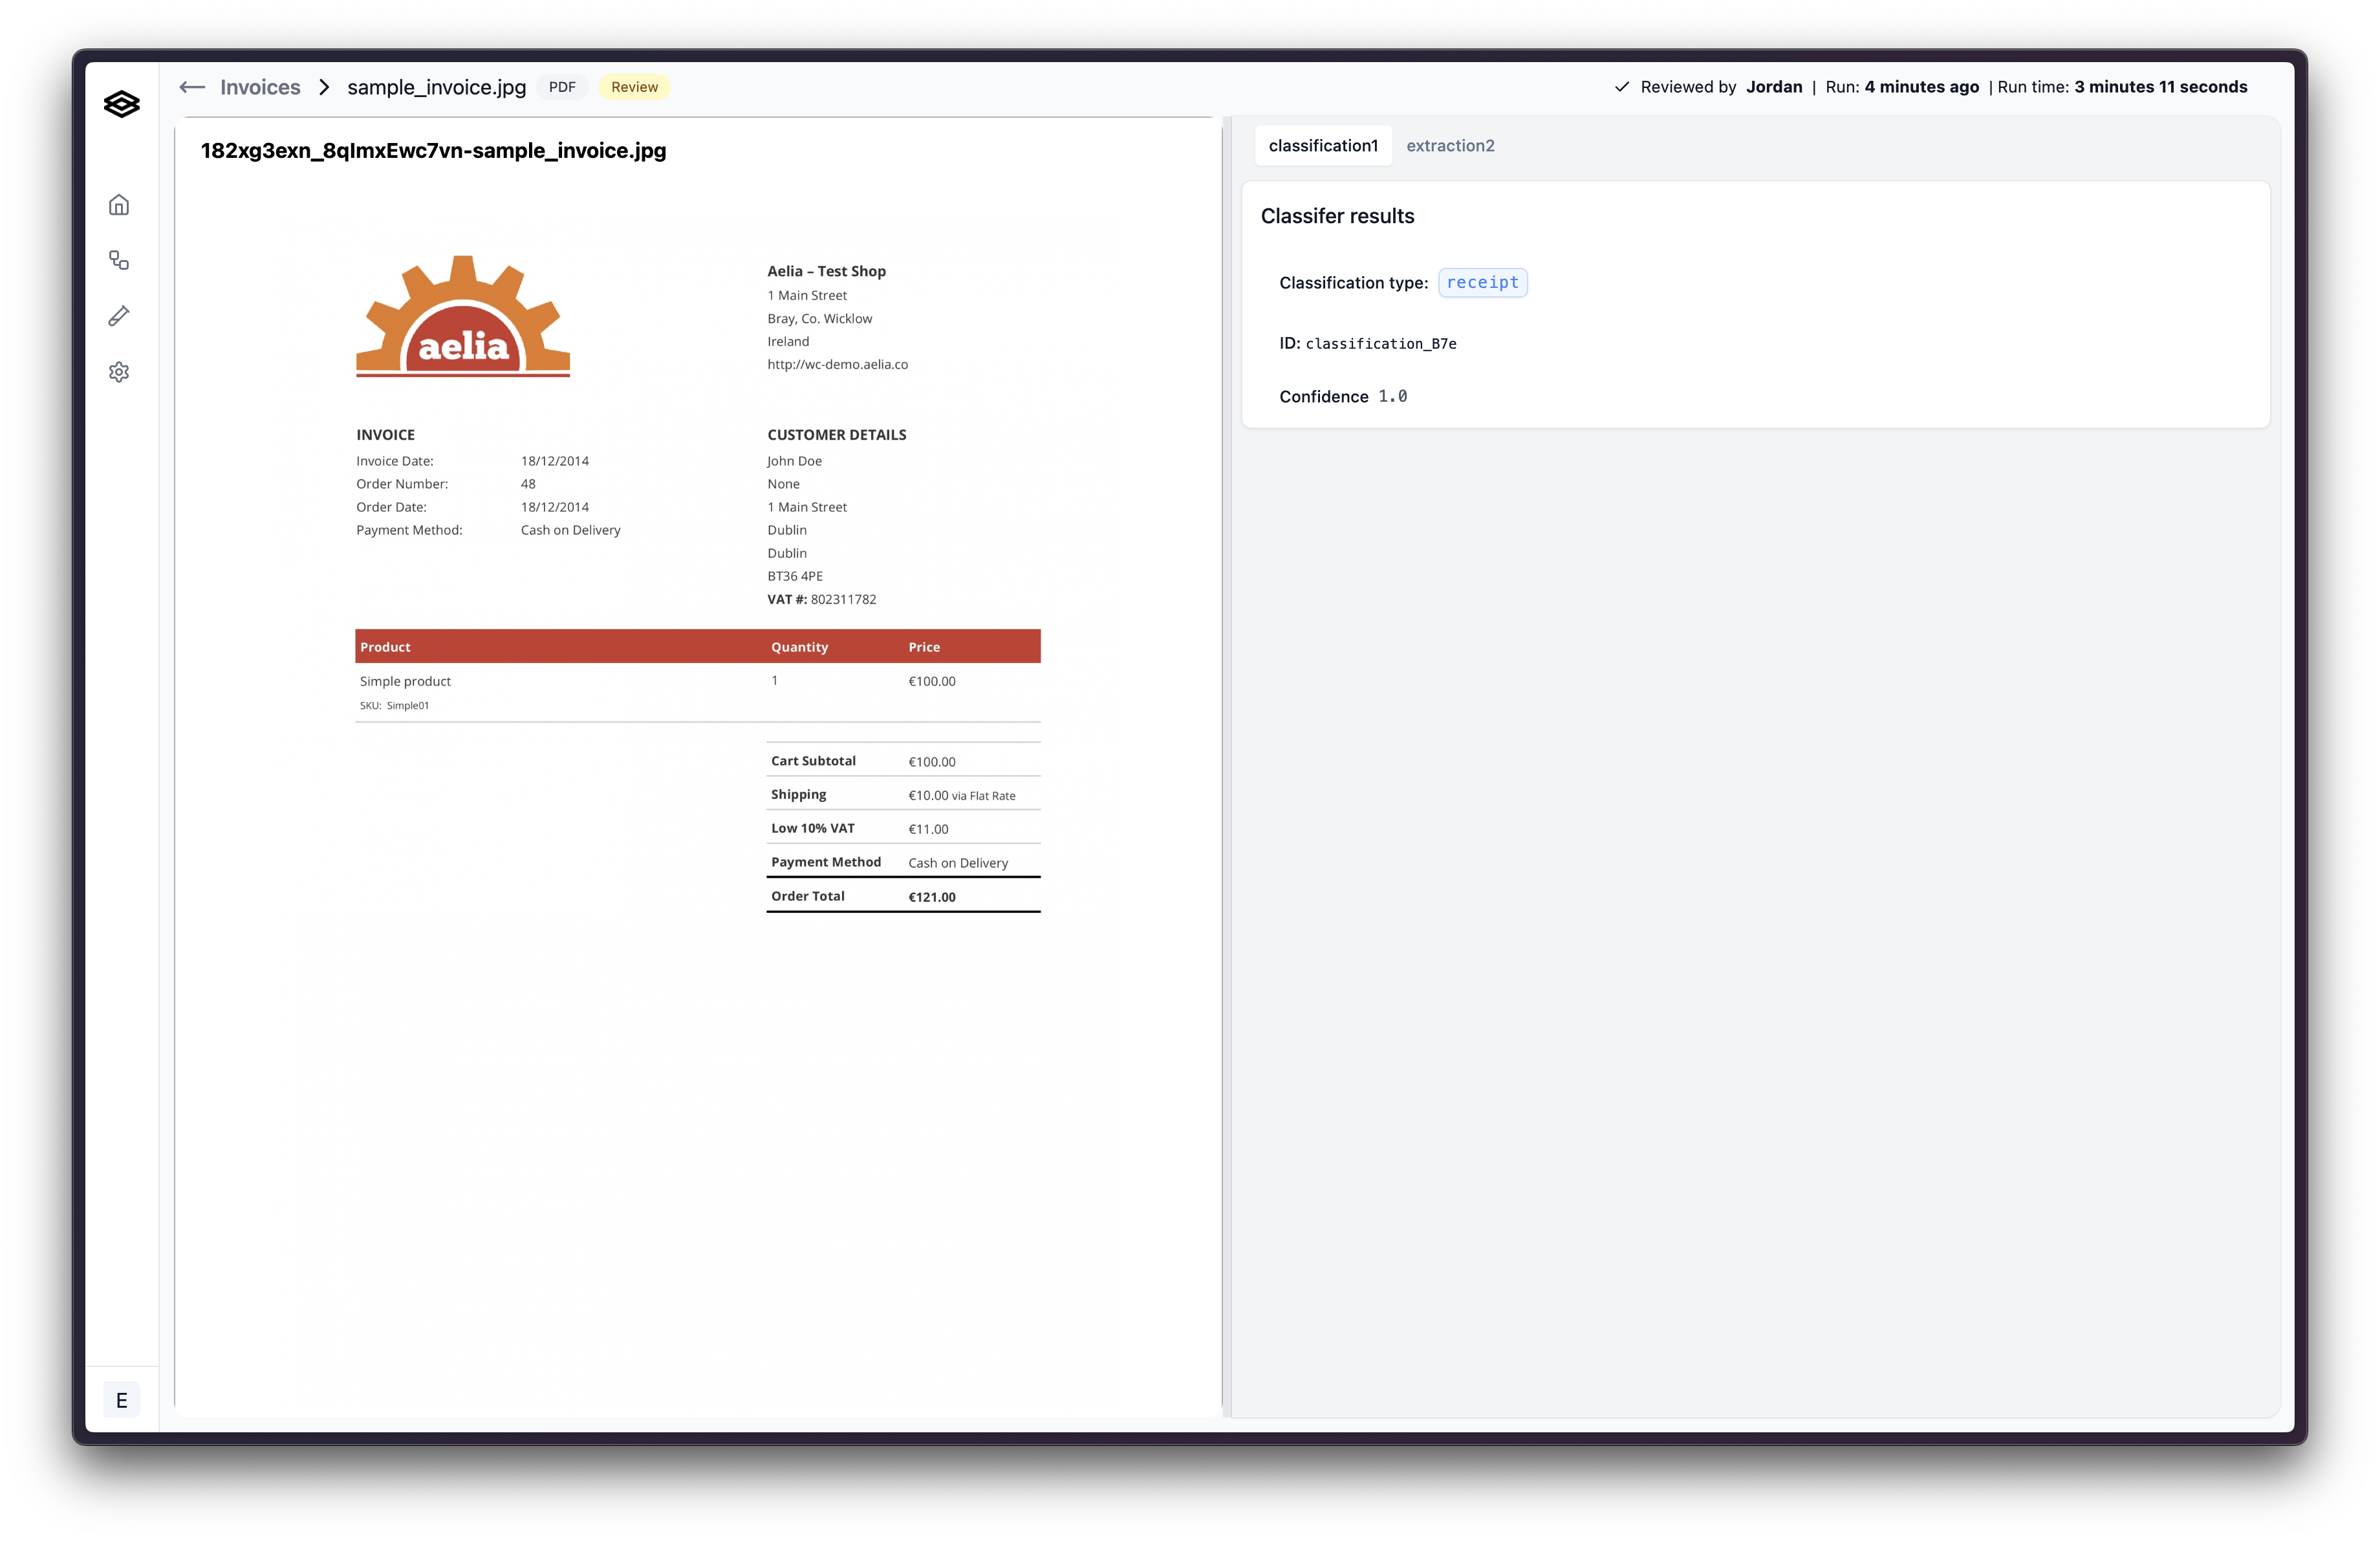 Invoices > sample_invoice.jpg PDF Review
Reviewed by Jordan | Run: 4 minutes ago | Run time: 3 minutes 11 seconds
182xg3exn_8qImxEwc7vn-sample_invoice.jpg
aelia
Aelia – Test Shop
1 Main Street
Bray, Co. Wicklow
Ireland
http://wc-demo.aelia.co
INVOICE
Invoice Date: 18/12/2014
Order Number: 48
Order Date: 18/12/2014
Payment Method: Cash on Delivery
CUSTOMER DETAILS
John Doe
None
1 Main Street
Dublin
Dublin
BT36 4PE
VAT #: 802311782
Product Quantity Price
Simple product 1 €100.00
SKU: Simple01
Cart Subtotal €100.00
Shipping €10.00 via Flat Rate
Low 10% VAT €11.00
Payment Method Cash on Delivery
Order Total €121.00
classification1 extraction2
Classifer results
Classification type: receipt
ID: classification_B7e
Confidence 1.0
E